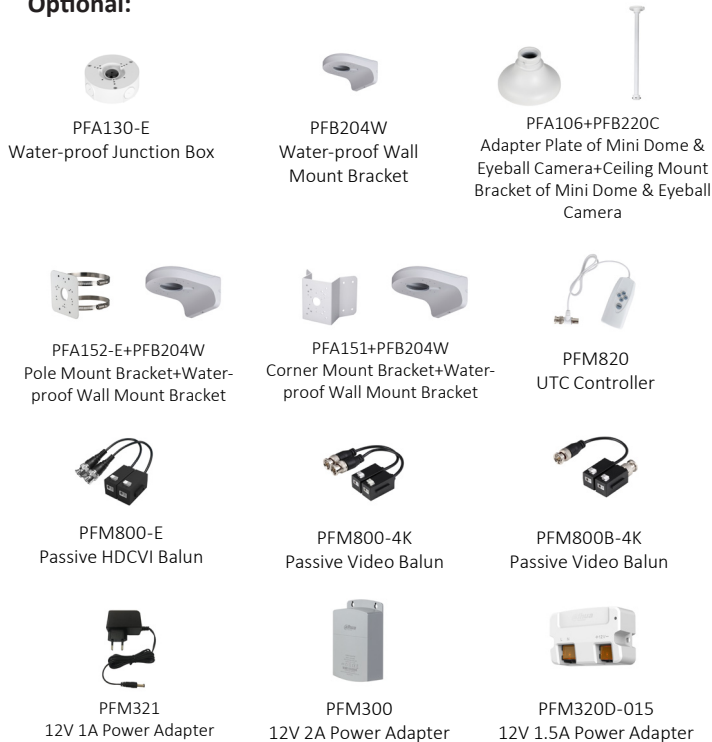 Optional:
PFA130-E
Water-proof Junction Box
PFB204W
Water-proof Wall
Mount Bracket
PFA106+PFB220C
Adapter Plate of Mini Dome &
Eyeball Camera+Ceiling Mount
Bracket of Mini Dome & Eyeball
Camera
PFA152-E+PFB204W
Pole Mount Bracket+Water-
proof Wall Mount Bracket
PFA151+PFB204W
Corner Mount Bracket+Water-
proof Wall Mount Bracket
PFM820
UTC Controller
PFM800-E
Passive HDCVI Balun
PFM800-4K
Passive Video Balun
PFM800B-4K
Passive Video Balun
PFM321
12V 1A Power Adapter
PFM300
12V 2A Power Adapter
PFM320D-015
12V 1.5A Power Adapter